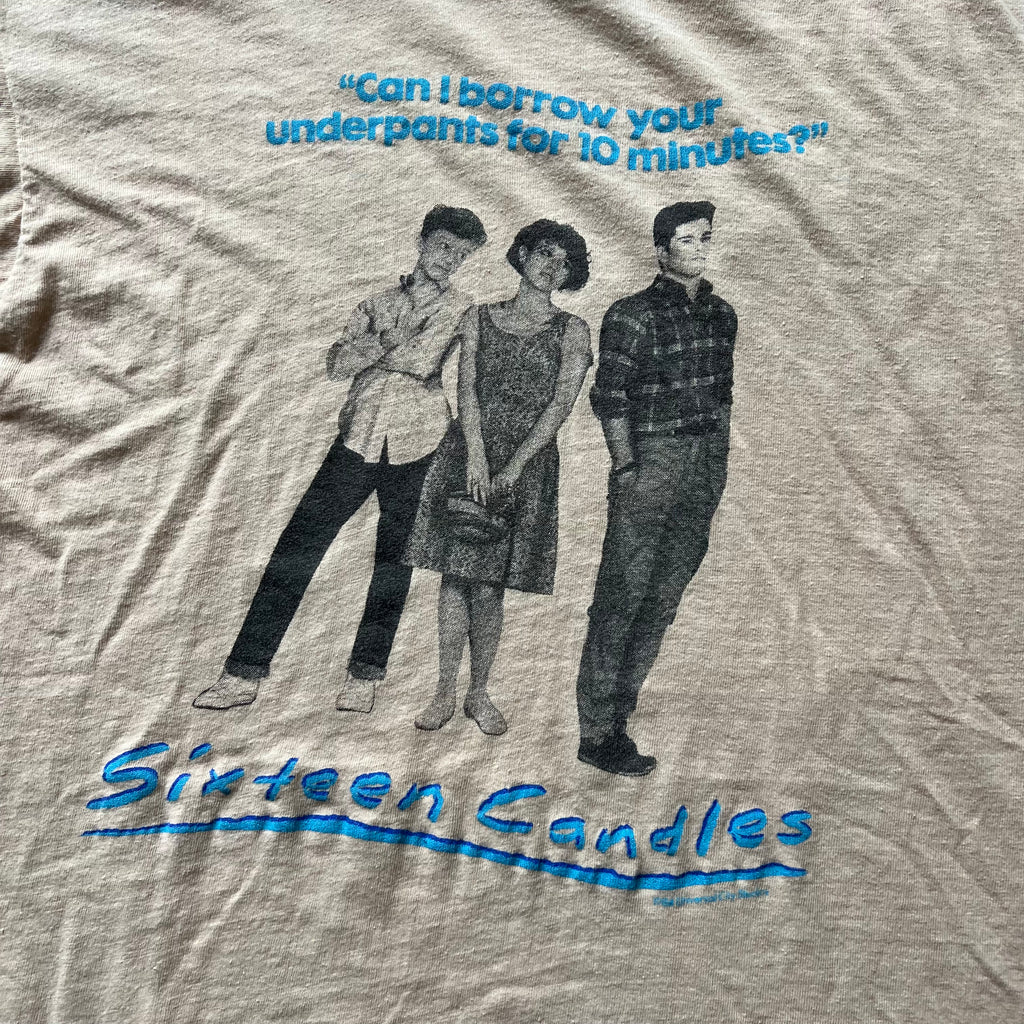 “Can I borrow your
underpants for 10 minutes?”
Sixteen Candles